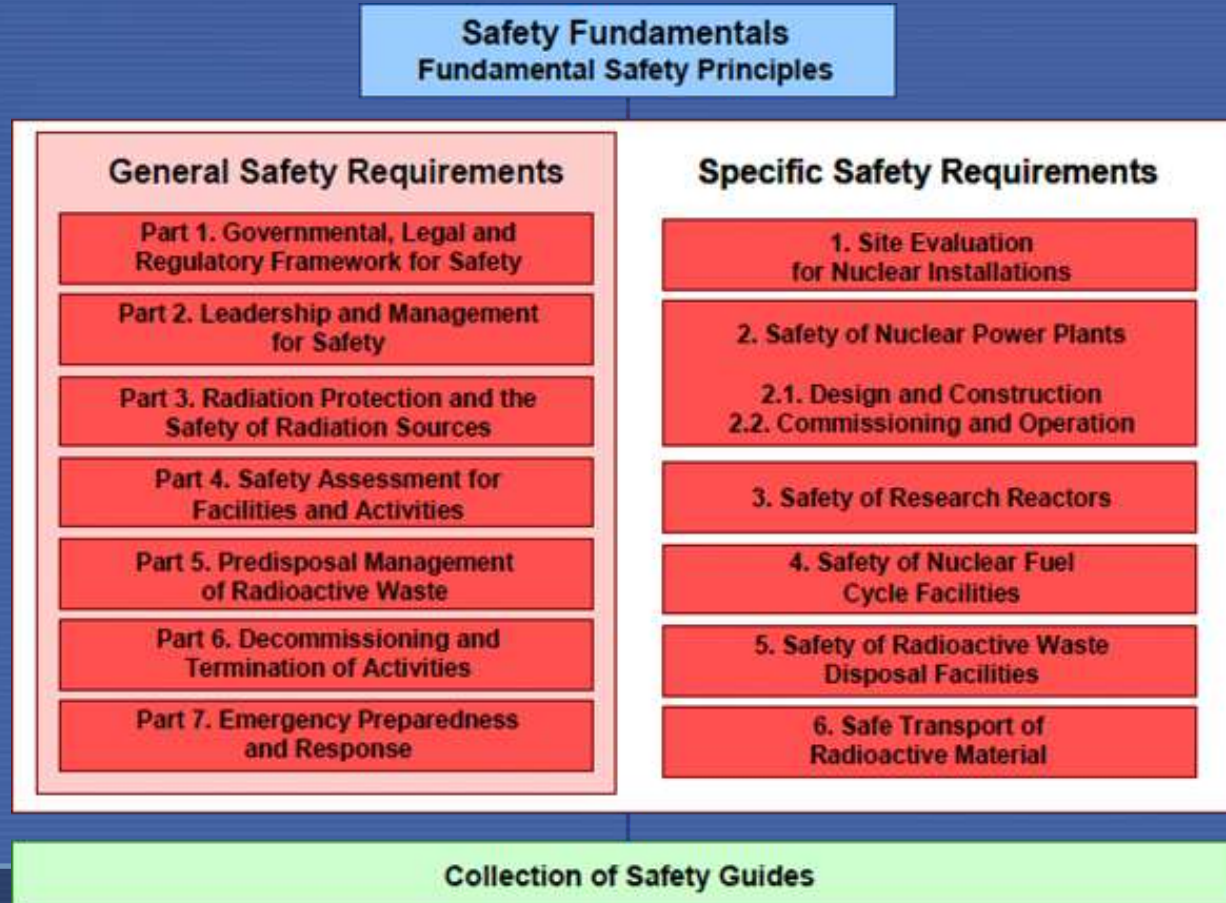 Safety Fundamentals
Fundamental Safety Principles
General Safety Requirements
Part 1. Governmental, Legal and
Regulatory Framework for Safety
Part 2. Leadership and Management
for Safety
Part 3. Radiation Protection and the
Safety of Radiation Sources
Part 4. Safety Assessment for
Facilities and Activities
Part 5. Predisposal Management
of Radioactive Waste
Part 6. Decommissioning and
Termination of Activities
Part 7. Emergency Preparedness
and Response
Specific Safety Requirements
1. Site Evaluation
for Nuclear Installations
2. Safety of Nuclear Power Plants
2.1. Design and Construction
2.2. Commissioning and Operation
3. Safety of Research Reactors
4. Safety of Nuclear Fuel
Cycle Facilities
5. Safety of Radioactive Waste
Disposal Facilities
6. Safe Transport of
Radioactive Material
Collection of Safety Guides